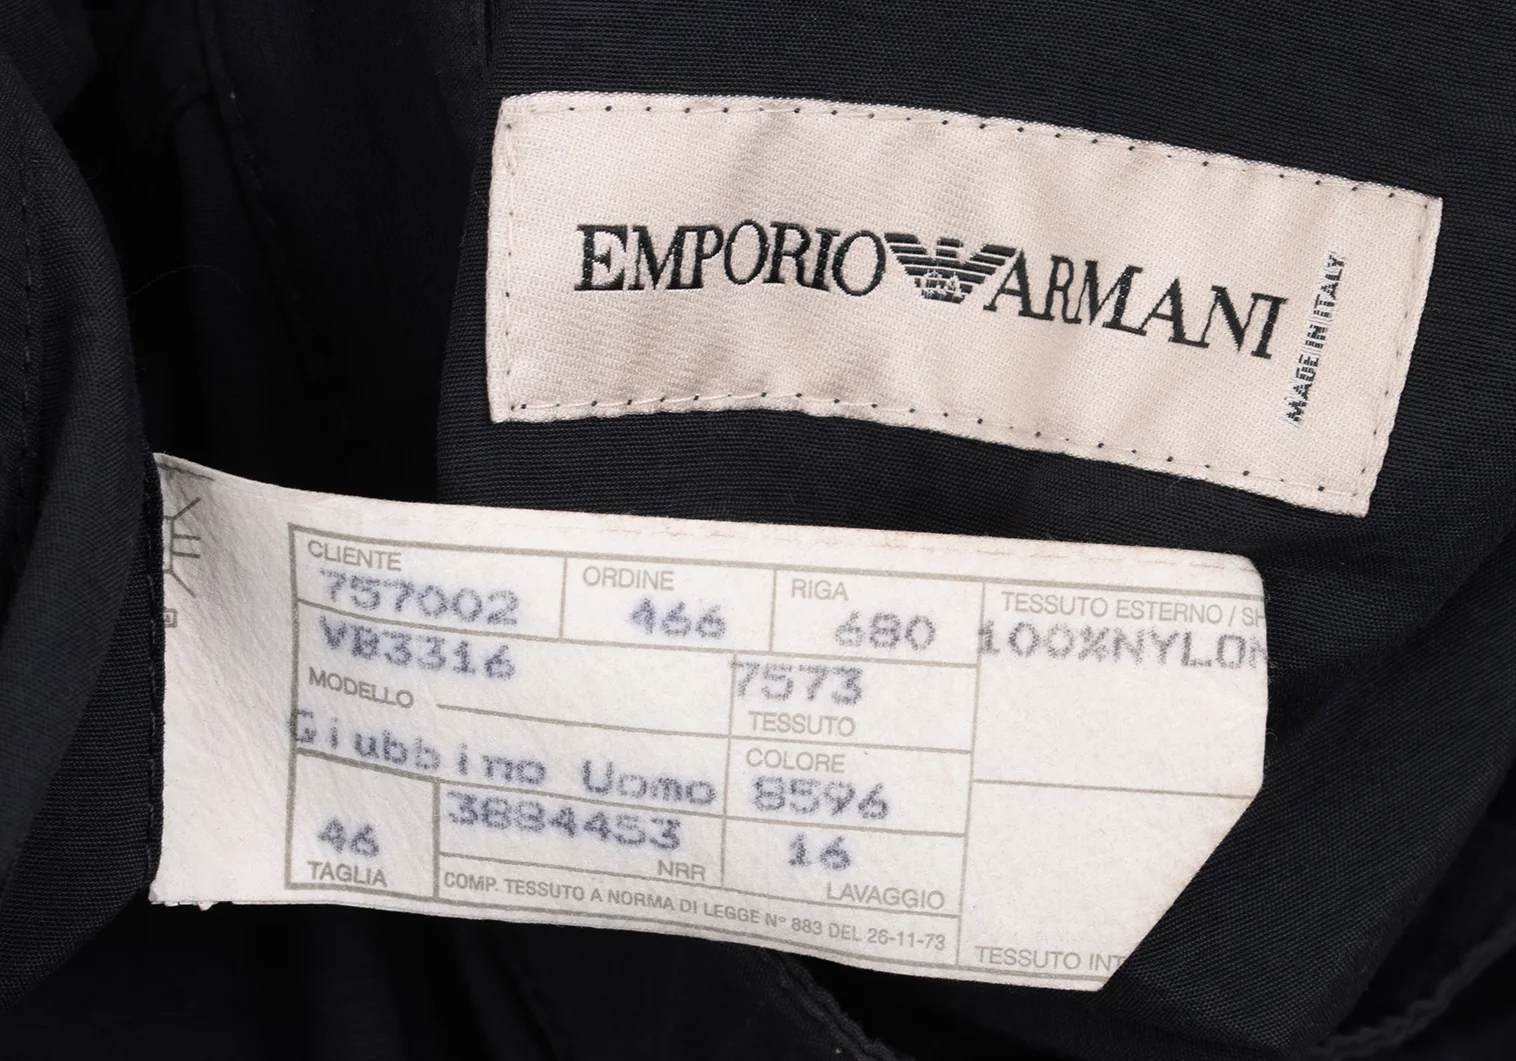 EMPORIO ARMANI
MADE IN ITALY
CLIENTE
757002
ORDINE
466
RIGA
680
TESSUTO ESTERNO / SH
100%NYLON
VB3316
MODELLO
7573
TESSUTO
Giubbino Uomo
COLORE
8596
46
TAGLIA
3884453
NRR
16
LAVAGGIO
COMP. TESSUTO A NORMA DI LEGGE N° 883 DEL 26-11-73
TESSUTO INT